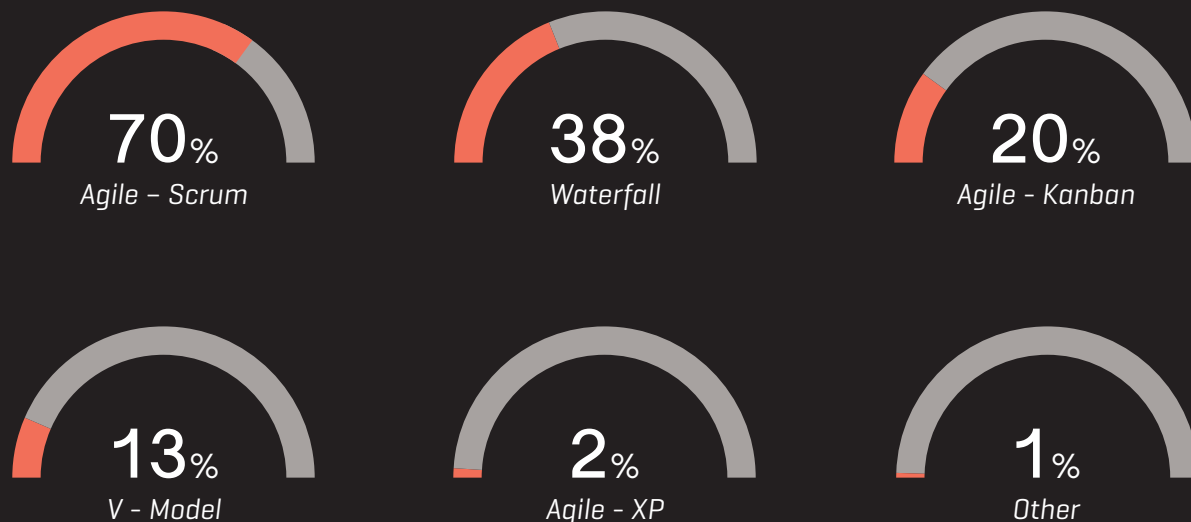 70%
Agile – Scrum
38%
Waterfall
20%
Agile - Kanban
13%
V - Model
2%
Agile - XP
1%
Other